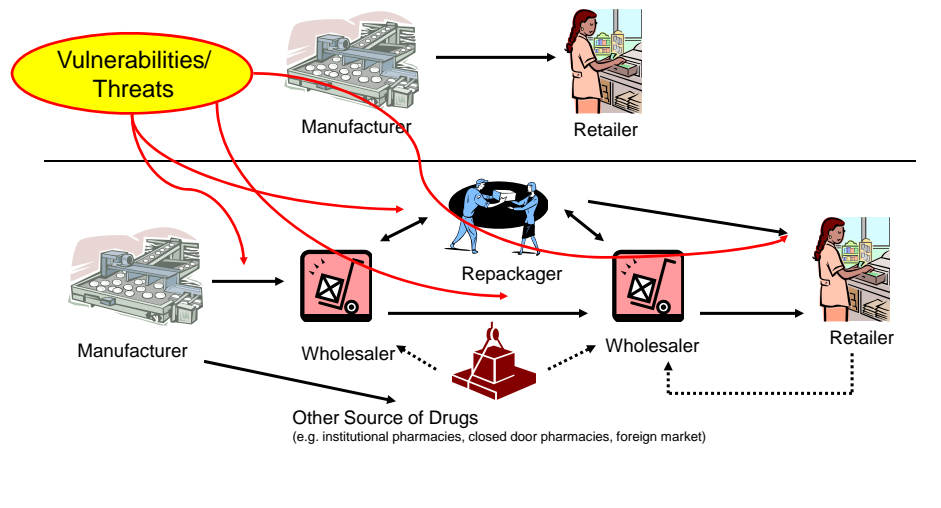 Vulnerabilities/
Threats
Manufacturer
Retailer
Repackager
Manufacturer
Wholesaler
Wholesaler
Retailer
Other Source of Drugs
(e.g. institutional pharmacies, closed door pharmacies, foreign market)